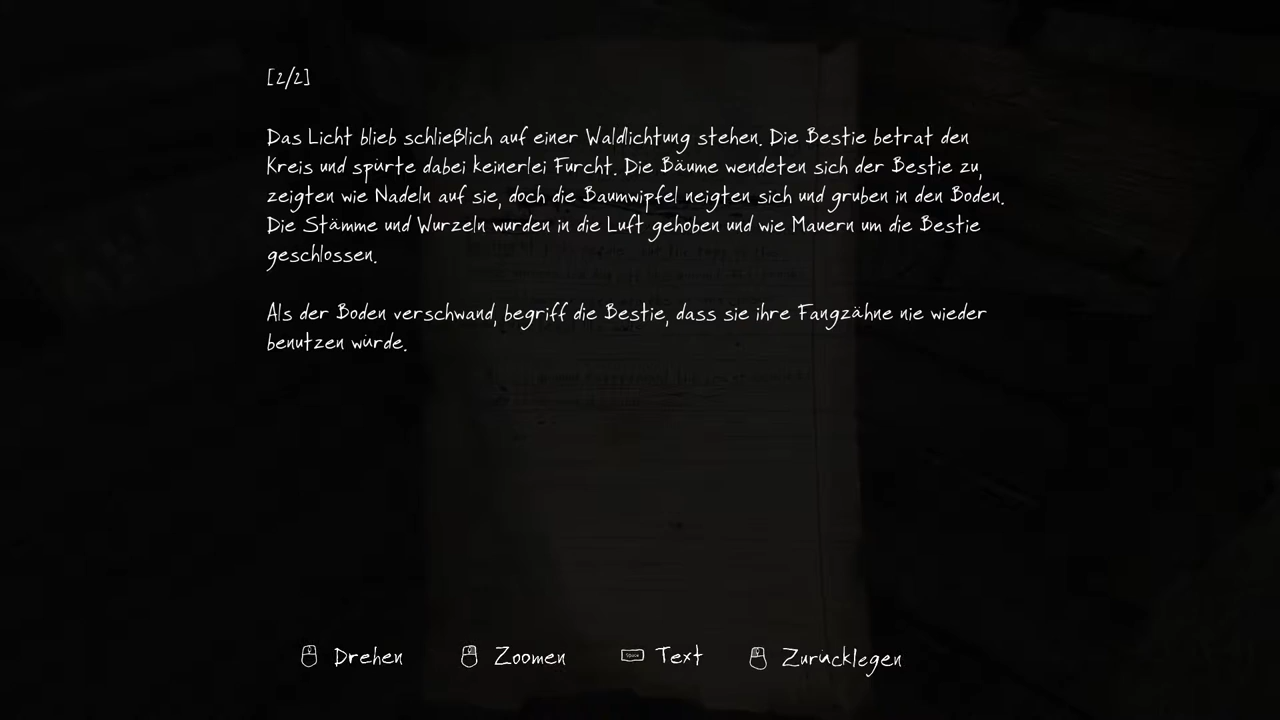 [2/2]
Das Licht blieb schließlich auf einer Waldlichtung stehen. Die Bestie betrat den
Kreis und spürte dabei keinerlei Furcht. Die Bäume wendeten sich der Bestie zu,
zeigten wie Nadeln auf sie, doch die Baumwipfel neigten sich und gruben in den Boden.
Die Stämme und Wurzeln wurden in die Luft gehoben und wie Mauern um die Bestie
geschlossen.
Als der Boden verschwand, begriff die Bestie, dass sie ihre Fangzähne nie wieder
benutzen würde.
Drehen Zoomen Text Zurücklegen